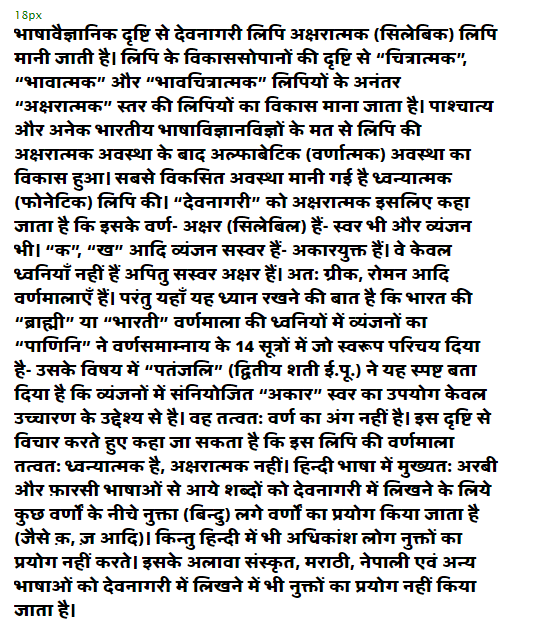 18px
भाषावैज्ञानिक दृष्टि से देवनागरी लिपि अक्षरात्मक (सिलेबिक) लिपि
मानी जाती है। लिपि के विकाससोपानों की दृष्टि से “चित्रात्मक”,
“भावात्मक” और “भावचित्रात्मक” लिपियों के अनंतर
“अक्षरात्मक” स्तर की लिपियों का विकास माना जाता है। पाश्चात्य
और अनेक भारतीय भाषाविज्ञानविज्ञों के मत से लिपि की
अक्षरात्मक अवस्था के बाद अल्फाबेटिक (वर्णात्मक) अवस्था का
विकास हुआ। सबसे विकसित अवस्था मानी गई है ध्वन्यात्मक
(फोनेटिक) लिपि की। “देवनागरी” को अक्षरात्मक इसलिए कहा
जाता है कि इसके वर्ण- अक्षर (सिलेबिल) हैं- स्वर भी और व्यंजन
भी। “क”, “ख” आदि व्यंजन सस्वर हैं- अकारयुक्त हैं। वे केवल
ध्वनियाँ नहीं हैं अपितु सस्वर अक्षर हैं। अतः ग्रीक, रोमन आदि
वर्णमालाएँ हैं। परंतु यहाँ यह ध्यान रखने की बात है कि भारत की
“ब्राह्मी” या “भारती” वर्णमाला की ध्वनियों में व्यंजनों का
“पाणिनि” ने वर्णसमाम्नाय के 14 सूत्रों में जो स्वरूप परिचय दिया
है- उसके विषय में “पतंजलि” (द्वितीय शती ई.पू.) ने यह स्पष्ट बता
दिया है कि व्यंजनों में संनियोजित “अकार” स्वर का उपयोग केवल
उच्चारण के उद्देश्य से है। वह तत्वतः वर्ण का अंग नहीं है। इस दृष्टि से
विचार करते हुए कहा जा सकता है कि इस लिपि की वर्णमाला
तत्वतः ध्वन्यात्मक है, अक्षरात्मक नहीं। हिन्दी भाषा में मुख्यतः अरबी
और फ़ारसी भाषाओं से आये शब्दों को देवनागरी में लिखने के लिये
कुछ वर्णों के नीचे नुक्ता (बिन्दु) लगे वर्णों का प्रयोग किया जाता है
(जैसे क़, ज़ आदि)। किन्तु हिन्दी में भी अधिकांश लोग नुक्तों का
प्रयोग नहीं करते। इसके अलावा संस्कृत, मराठी, नेपाली एवं अन्य
भाषाओं को देवनागरी में लिखने में भी नुक्तों का प्रयोग नहीं किया
जाता है।